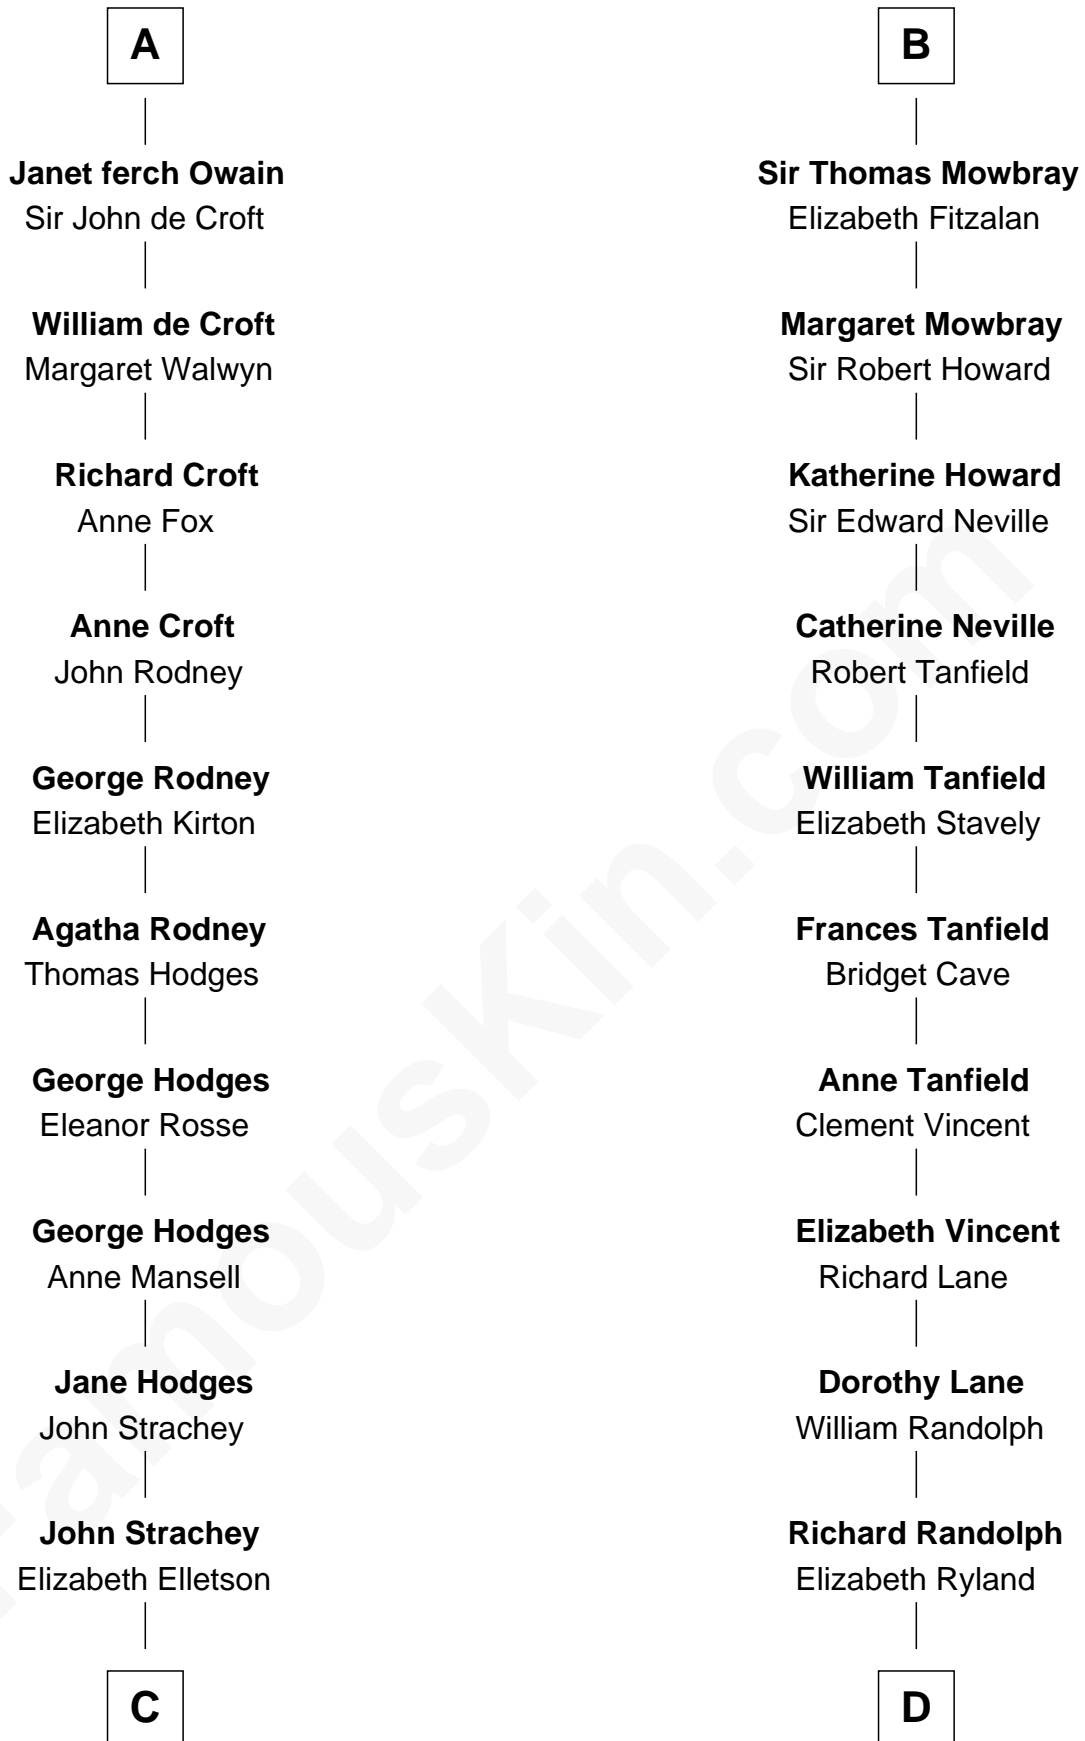 A
Janet ferch Owain
Sir John de Croft
William de Croft
Margaret Walwyn
Richard Croft
Anne Fox
Anne Croft
John Rodney
George Rodney
Elizabeth Kirton
Agatha Rodney
Thomas Hodges
George Hodges
Eleanor Rosse
George Hodges
Anne Mansell
Jane Hodges
John Strachey
John Strachey
Elizabeth Elletson
C
B
Sir Thomas Mowbray
Elizabeth Fitzalan
Margaret Mowbray
Sir Robert Howard
Katherine Howard
Sir Edward Neville
Catherine Neville
Robert Tanfield
William Tanfield
Elizabeth Stavely
Frances Tanfield
Bridget Cave
Anne Tanfield
Clement Vincent
Elizabeth Vincent
Richard Lane
Dorothy Lane
William Randolph
Richard Randolph
Elizabeth Ryland
D
FamousKin.com